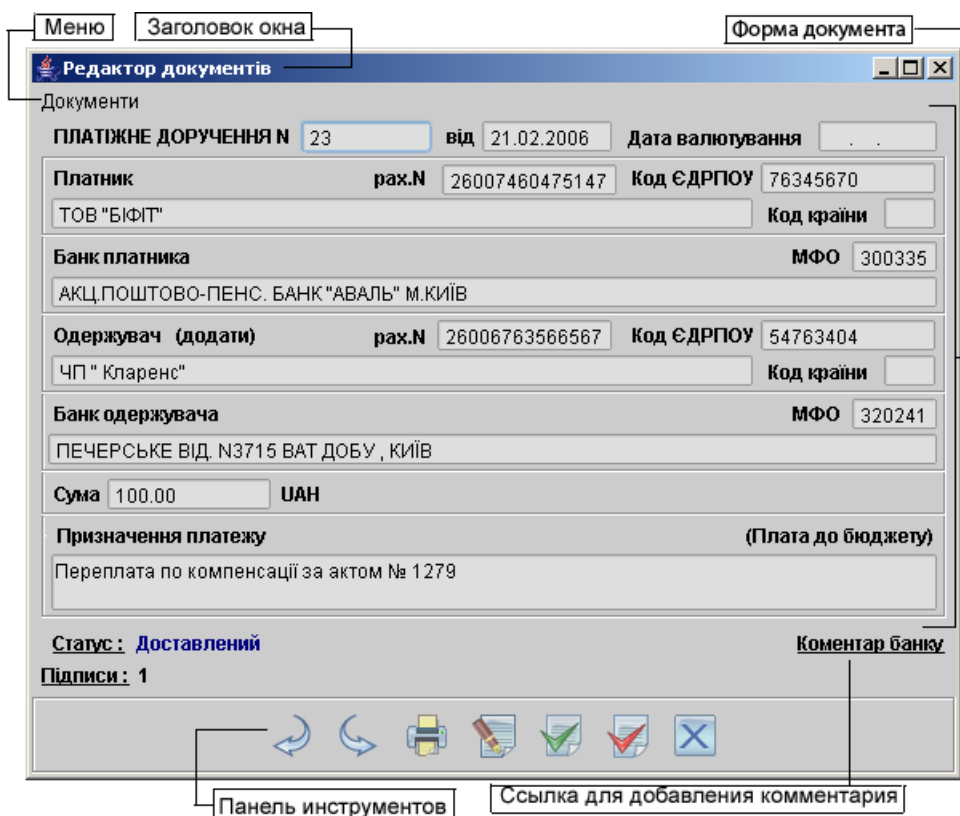 Меню Заголовок окна Форма документа
Редактор документів
Документи
ПЛАТІЖНЕ ДОРУЧЕННЯ N 23 від 21.02.2006 Дата валютування . .
Платник рах.N 26007460475147 Код ЄДРПОУ 76345670
ТОВ "БІФІТ" Код країни
Банк платника МФО 300335
АКЦ.ПОШТОВО-ПЕНС. БАНК "АВАЛЬ" М.КИЇВ
Одержувач (додати) рах.N 26006763566567 Код ЄДРПОУ 54763404
ЧП " Кларенс" Код країни
Банк одержувача МФО 320241
ПЕЧЕРСЬКЕ ВІД. N3715 ВАТ ДОБУ , КИЇВ
Сума 100.00 UAH
Призначення платежу (Плата до бюджету)
Переплата по компенсації за актом № 1279
Статус : Доставлений Коментар банку
Підписи : 1
Панель инструментов Ссылка для добавления комментария